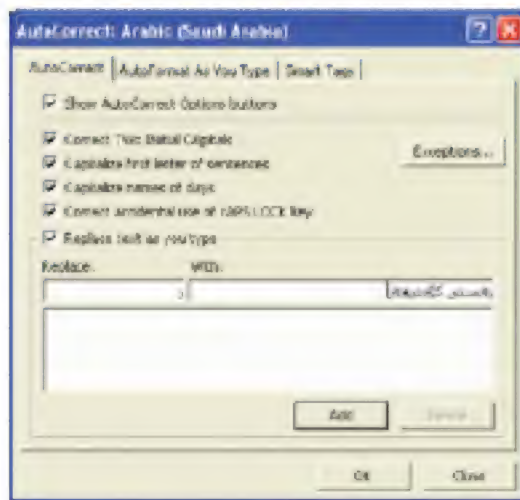 AutoCorrect: Arabic (Saudi Arabia)
AutoCorrect AutoFormat As You Type Smart Tags
Show AutoCorrect Options buttons
Correct TWo INitial CApitals
Exceptions...
Capitalize first letter of sentences
Capitalize names of days
Correct accidental use of cAPS LOCK key
Replace text as you type
Replace: With:
Add
OK Close